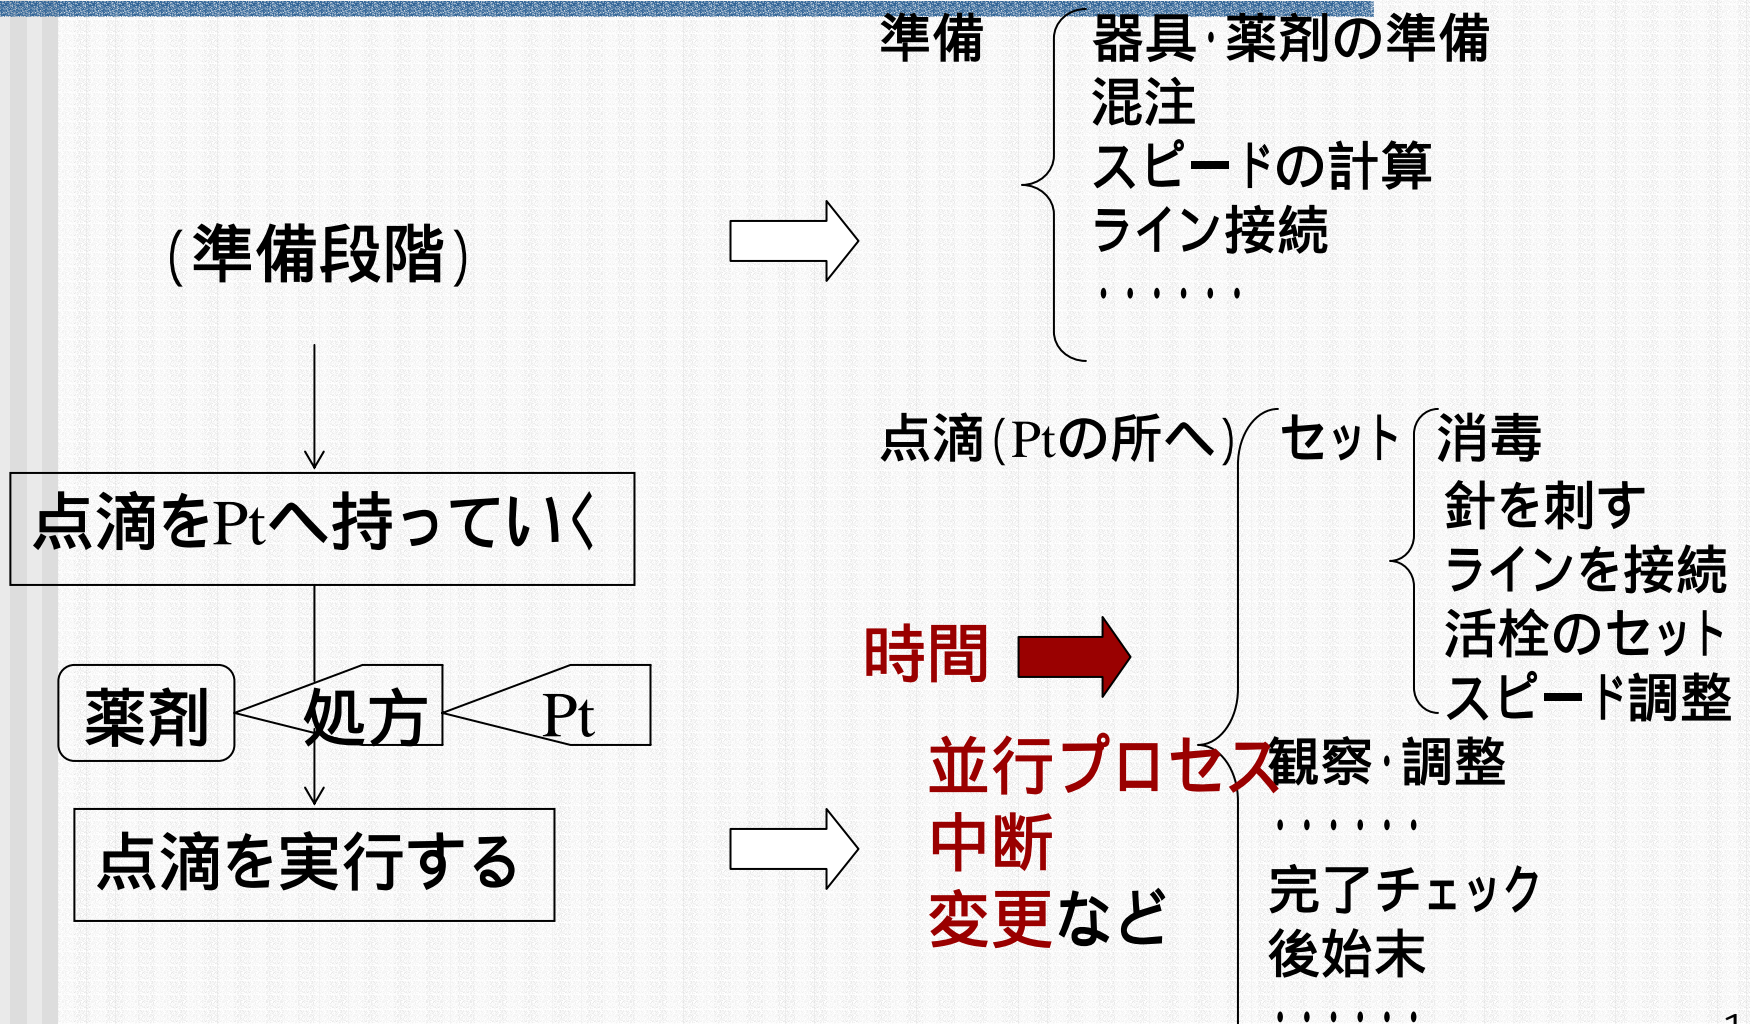 準備
器具・薬剤の準備
混注
スピードの計算
ライン接続
・・・・・・
(準備段階)
点滴(Ptの所へ)
セット
消毒
針を刺す
ラインを接続
活栓のセット
スピード調整
点滴をPtへ持っていく
時間
薬剤
処方
Pt
並行プロセス
観察・調整
中断
・・・・・・
点滴を実行する
変更など
完了チェック
後始末
・・・・・・